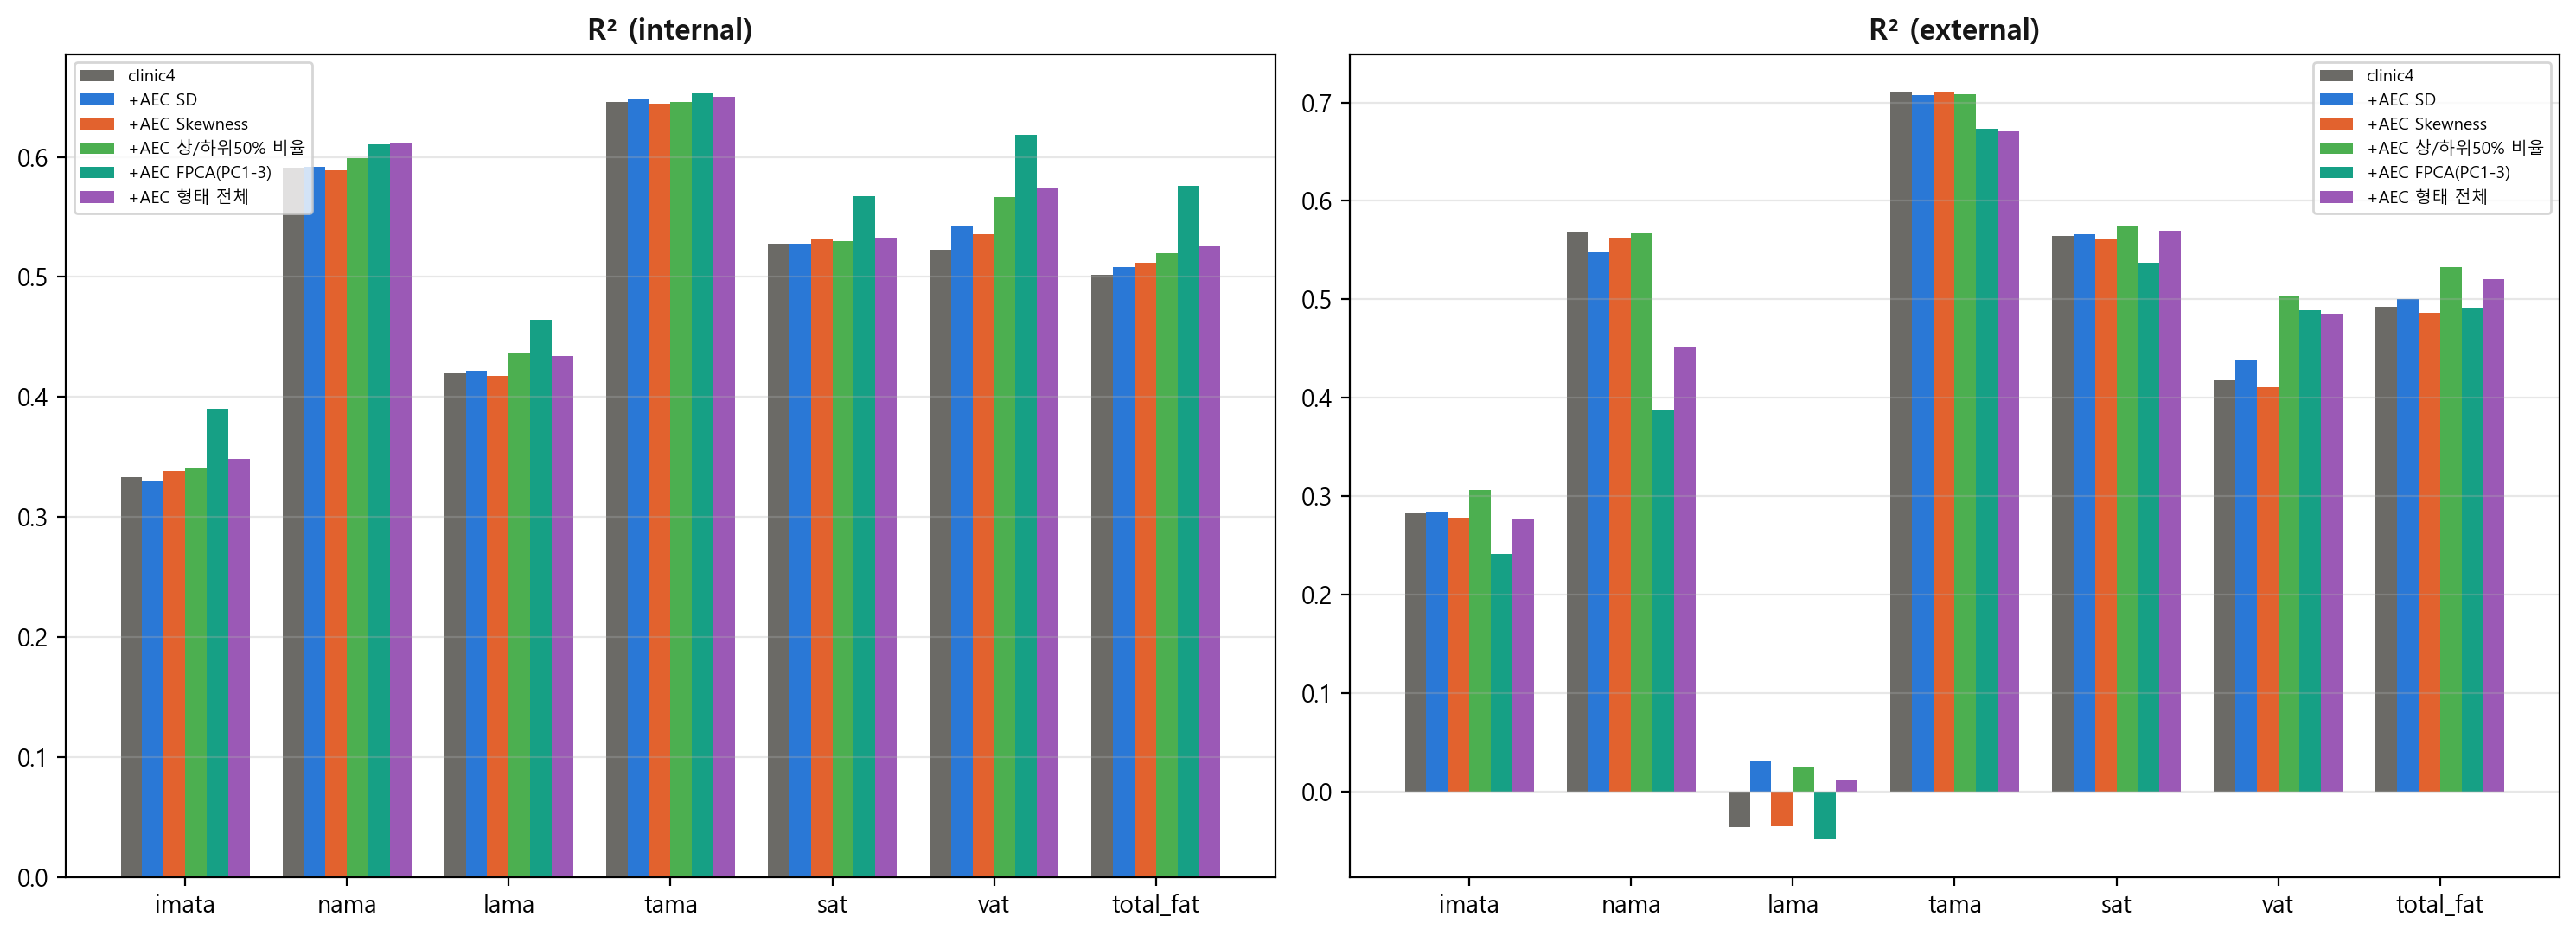 R² (internal)
clinic4
+AEC SD
+AEC Skewness
+AEC 상/하위50% 비율
+AEC FPCA(PC1-3)
+AEC 형태 전체
0.6
0.5
0.4
0.3
0.2
0.1
0.0
imata nama lama tama sat vat total_fat
R² (external)
clinic4
+AEC SD
+AEC Skewness
+AEC 상/하위50% 비율
+AEC FPCA(PC1-3)
+AEC 형태 전체
0.7
0.6
0.5
0.4
0.3
0.2
0.1
0.0
imata nama lama tama sat vat total_fat